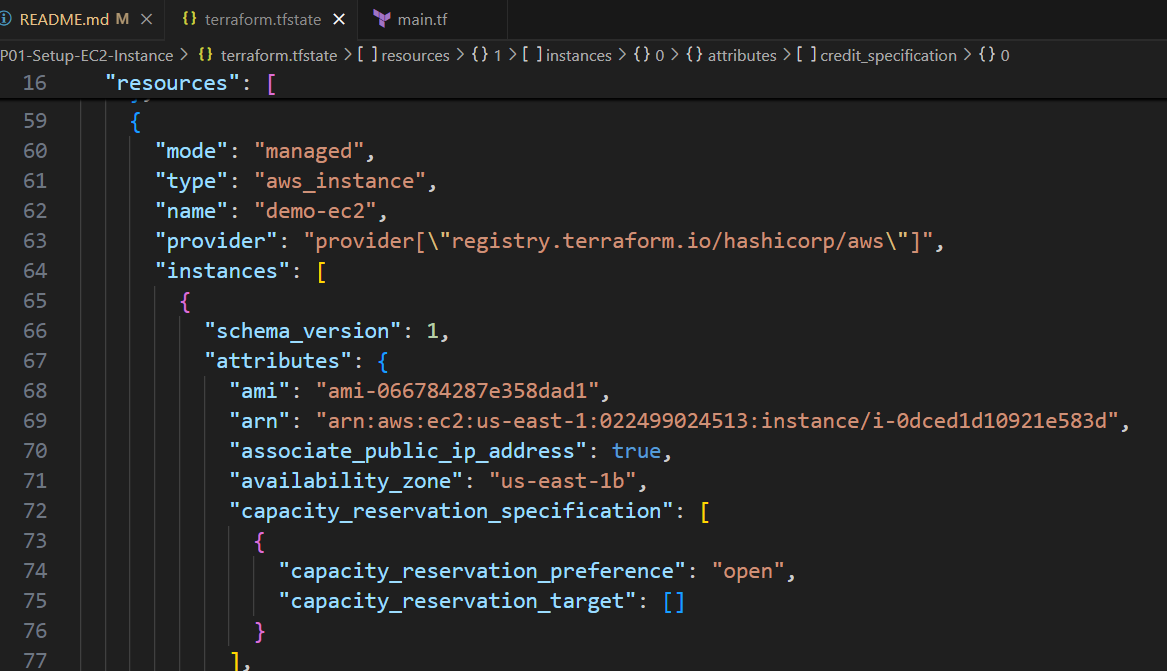 README.md M ×
{} terraform.tfstate ×
main.tf
P01-Setup-EC2-Instance > {} terraform.tfstate > [ ] resources > {} 1 > [ ] instances > {} 0 > {} attributes > [ ] credit_specification > {} 0
16 "resources": [
59 {
60 "mode": "managed",
61 "type": "aws_instance",
62 "name": "demo-ec2",
63 "provider": "provider[\"registry.terraform.io/hashicorp/aws\"]",
64 "instances": [
65 {
66 "schema_version": 1,
67 "attributes": {
68 "ami": "ami-066784287e358dad1",
69 "arn": "arn:aws:ec2:us-east-1:022499024513:instance/i-0dced1d10921e583d",
70 "associate_public_ip_address": true,
71 "availability_zone": "us-east-1b",
72 "capacity_reservation_specification": [
73 {
74 "capacity_reservation_preference": "open",
75 "capacity_reservation_target": []
76 }
77 ],